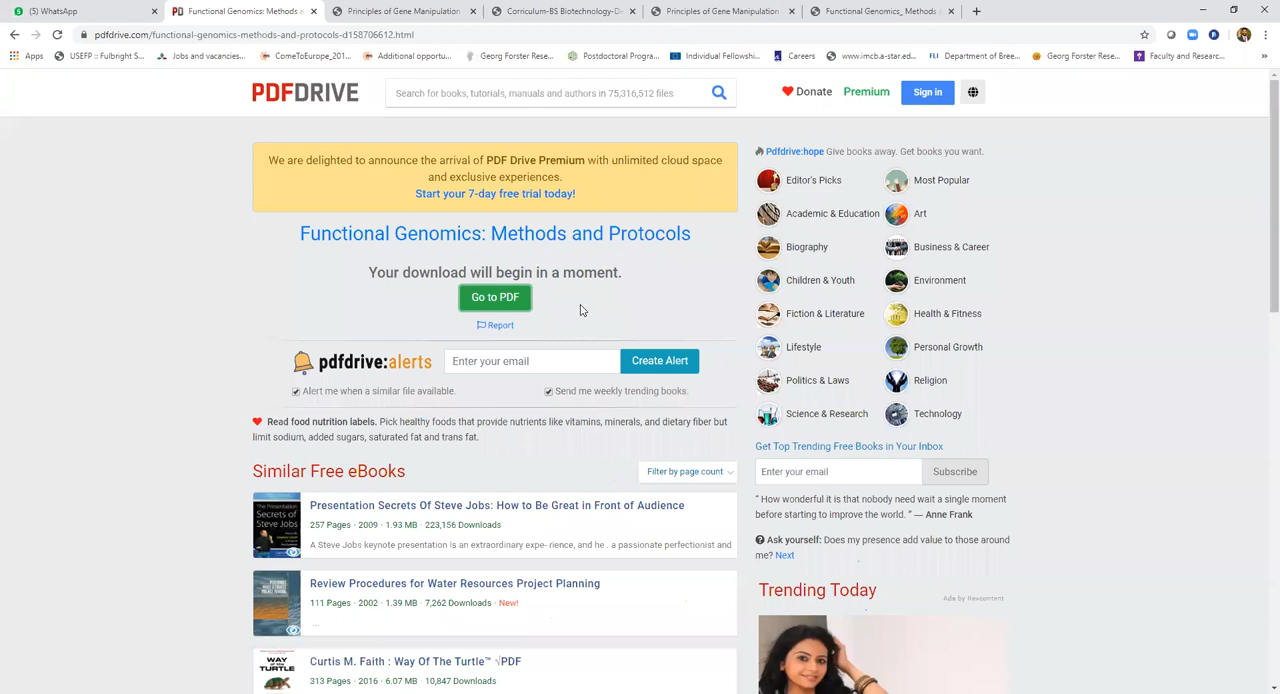 (5) WhatsApp
Functional Genomics: Methods a
Principles of Gene Manipulation
Corriculum-BS Biotechnology-D
Principles of Gene Manipulation
Functional Genomics_ Methods a
pdfdrive.com/functional-genomics-methods-and-protocols-d158706612.html
Apps
USEFP :: Fulbright S...
Jobs and vacancies...
ComeToEurope_201...
Additional opportu...
Georg Forster Rese...
Postdoctoral Progra...
Individual Fellowshi...
Careers
www.imcb.a-star.ed...
FLI Department of Bree...
Georg Forster Rese...
Faculty and Researc...
PDFDRIVE
Search for books, tutorials, manuals and authors in 75,316,512 files
Donate
Premium
Sign in
We are delighted to announce the arrival of PDF Drive Premium with unlimited cloud space
and exclusive experiences.
Start your 7-day free trial today!
Functional Genomics: Methods and Protocols
Your download will begin in a moment.
Go to PDF
Report
pdfdrive:alerts
Enter your email
Create Alert
Alert me when a similar file available.
Send me weekly trending books.
Read food nutrition labels. Pick healthy foods that provide nutrients like vitamins, minerals, and dietary fiber but
limit sodium, added sugars, saturated fat and trans fat.
Similar Free eBooks
Filter by page count
The Presentation
Secrets of
Steve Jobs
Presentation Secrets Of Steve Jobs: How to Be Great in Front of Audience
257 Pages · 2009 · 1.93 MB · 223,156 Downloads
A Steve Jobs keynote presentation is an extraordinary expe-ence, and he . a passionate perfectionist and
Review Procedures for Water Resources Project Planning
111 Pages · 2002 · 1.39 MB · 7,262 Downloads · New!
...
WAY OF THE
TURTLE
Curtis M. Faith : Way Of The Turtle™ √PDF
313 Pages · 2016 · 6.07 MB · 10,847 Downloads
Pdfdrive:hope Give books away. Get books you want.
Editor's Picks
Most Popular
Academic & Education
Art
Biography
Business & Career
Children & Youth
Environment
Fiction & Literature
Health & Fitness
Lifestyle
Personal Growth
Politics & Laws
Religion
Science & Research
Technology
Get Top Trending Free Books in Your Inbox
Enter your email
Subscribe
“ How wonderful it is that nobody need wait a single moment
before starting to improve the world. ” — Anne Frank
Ask yourself: Does my presence add value to those around
me? Next
Trending Today
Ads by Revcontent